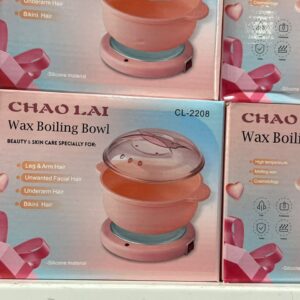 Underarm Hair
Bikini Hair
-Silicone material
CHAO LAI
CL-2208
Wax Boiling Bowl
BEAUTY & SKIN CARE SPECIALLY FOR:
Leg & Arm Hair
Unwanted Facial Hair
Underarm Hair
Bikini Hair
-Silicone material
CHAO
Wax Boili
High temperature
Melting wax
Cosmetology